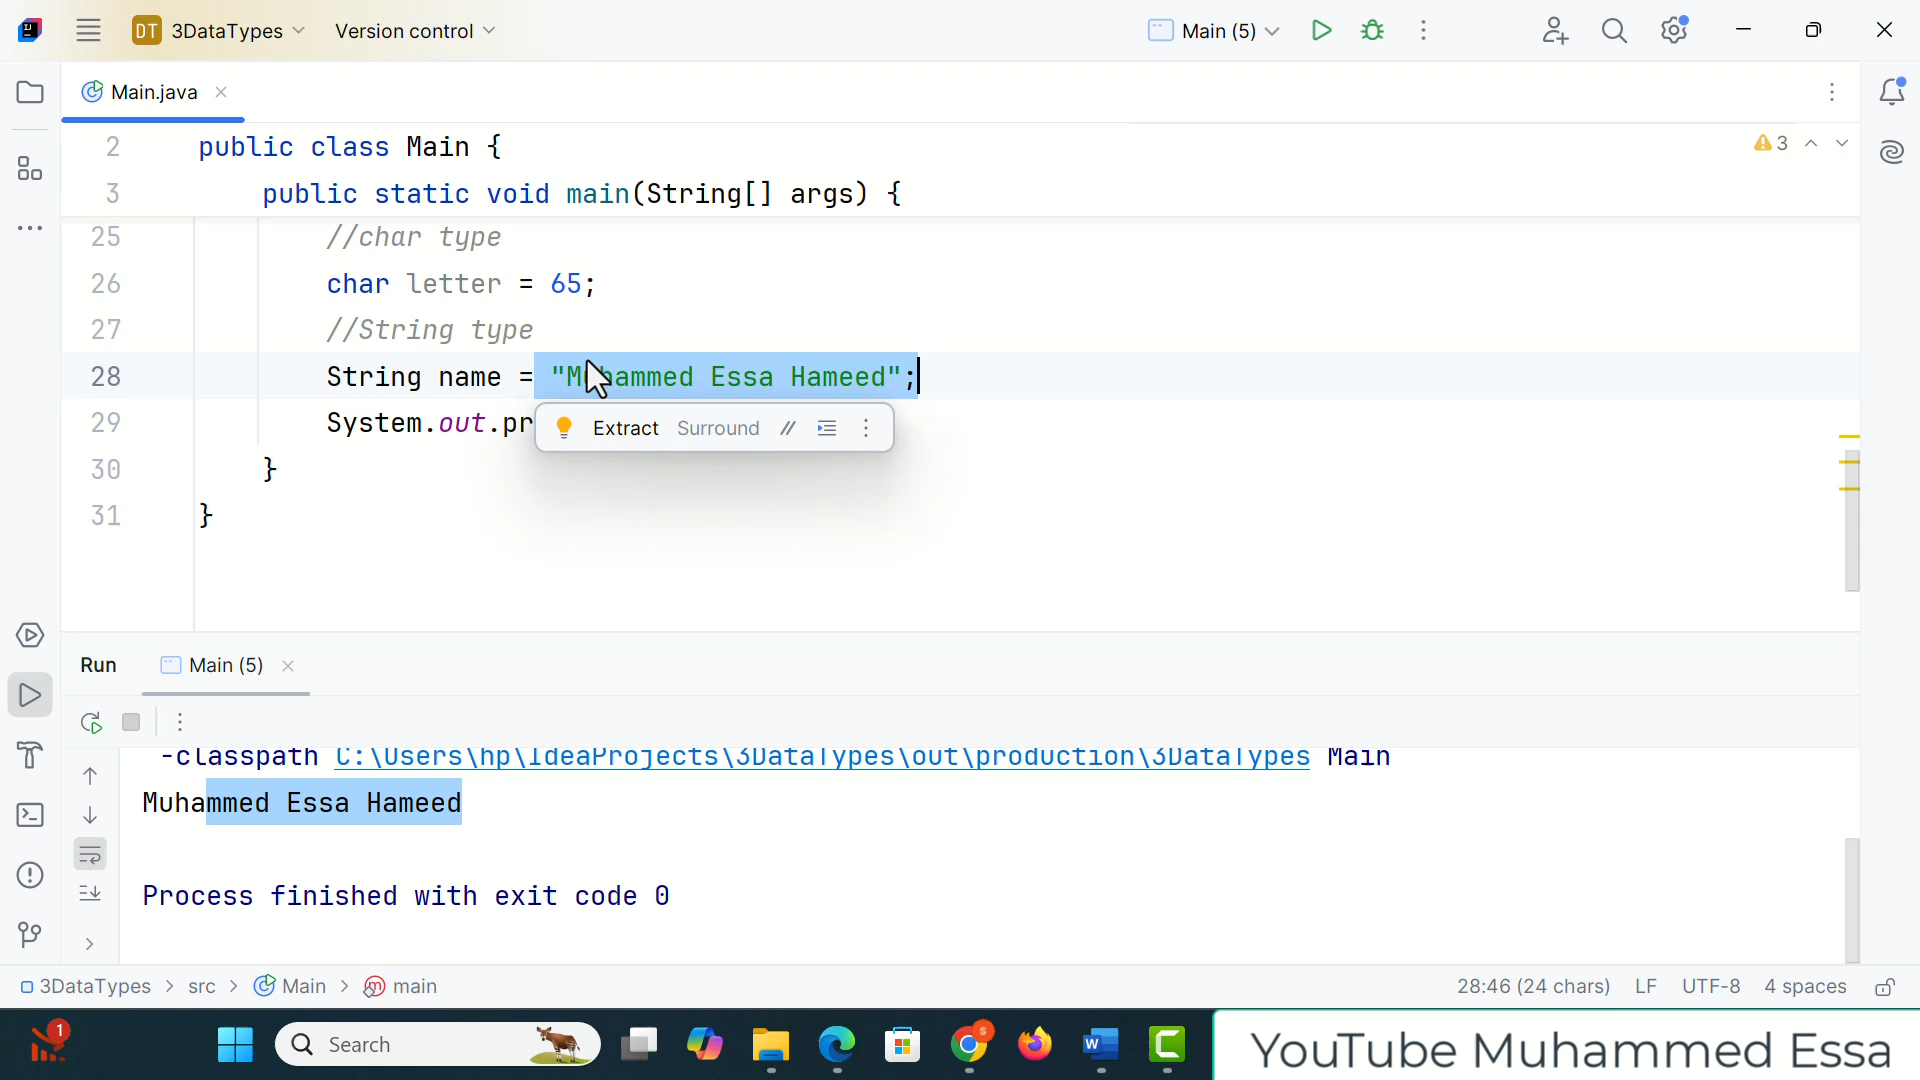 DT 3DataTypes Version control Main (5)
Main.java
2 public class Main { 3
3 public static void main(String[] args) {
25 //char type
26 char letter = 65;
27 //String type
28 String name = "Muhammed Essa Hameed";
29 System.out.pr
Extract Surround //
30 }
31 }
Run Main (5)
-classpath C:\Users\hp\IdeaProjects\3DataTypes\out\production\3DataTypes Main
Muhammed Essa Hameed
Process finished with exit code 0
3DataTypes > src > Main > main 28:46 (24 chars) LF UTF-8 4 spaces
1 Search YouTube Muhammed Essa